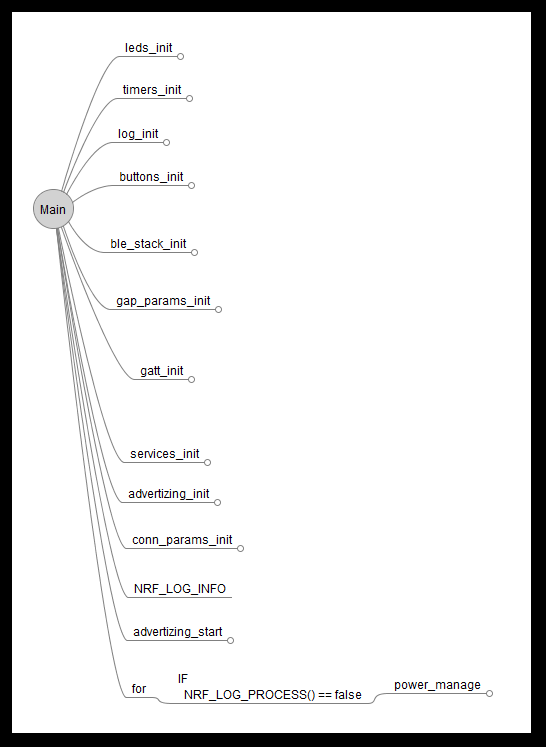 leds_init
timers_init
log_init
buttons_init
Main
ble_stack_init
gap_params_init
gatt_init
services_init
advertizing_init
conn_params_init
NRF_LOG_INFO
advertizing_start
for
IF
NRF_LOG_PROCESS() == false
power_manage